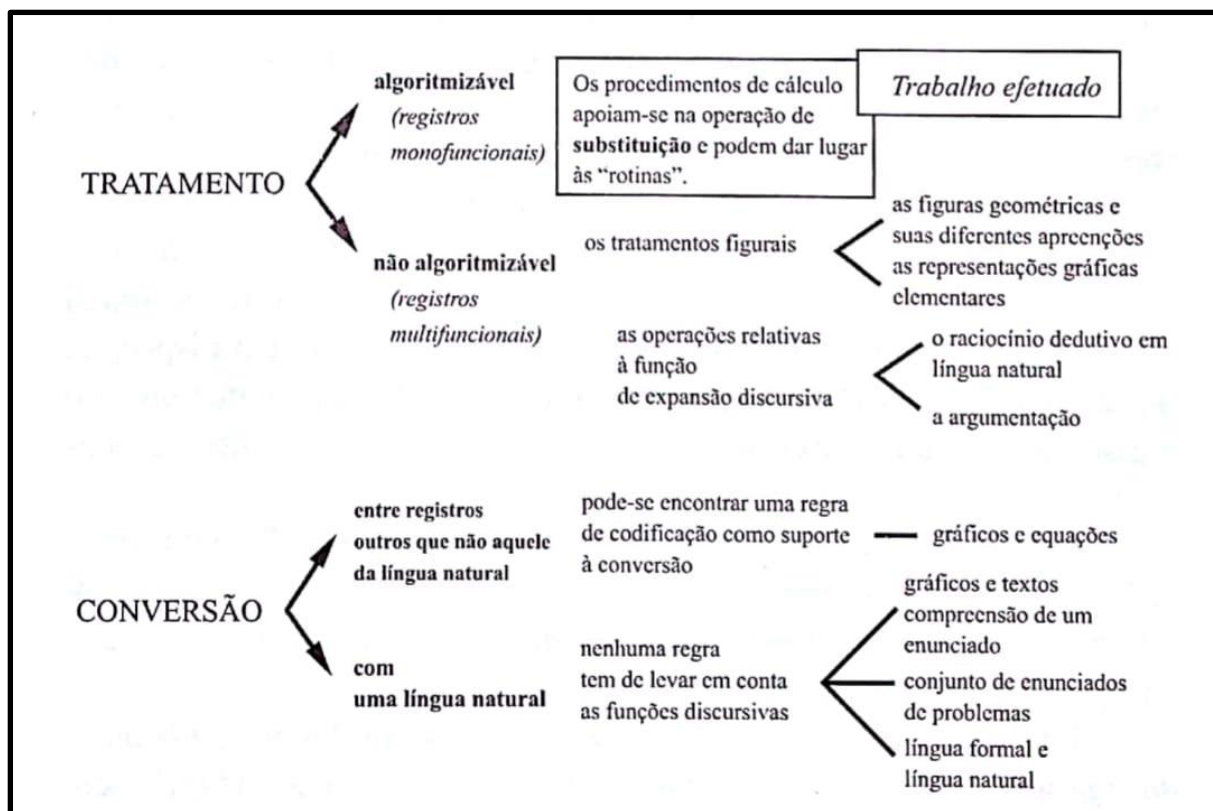 TRATAMENTO
algoritmizável
(registros
monofuncionais)
Os procedimentos de cálculo
apoiam-se na operação de
substituição e podem dar lugar
às “rotinas”.
Trabalho efetuado
não algoritmizável
(registros
multifuncionais)
os tratamentos figurais
as figuras geométricas e
suas diferentes apreenções
as representações gráficas
elementares
as operações relativas
à função
de expansão discursiva
o raciocínio dedutivo em
língua natural
a argumentação
CONVERSÃO
entre registros
outros que não aquele
da língua natural
pode-se encontrar uma regra
de codificação como suporte
à conversão
gráficos e equações
com
uma língua natural
nenhuma regra
tem de levar em conta
as funções discursivas
gráficos e textos
compreensão de um
enunciado
conjunto de enunciados
de problemas
língua formal e
língua natural